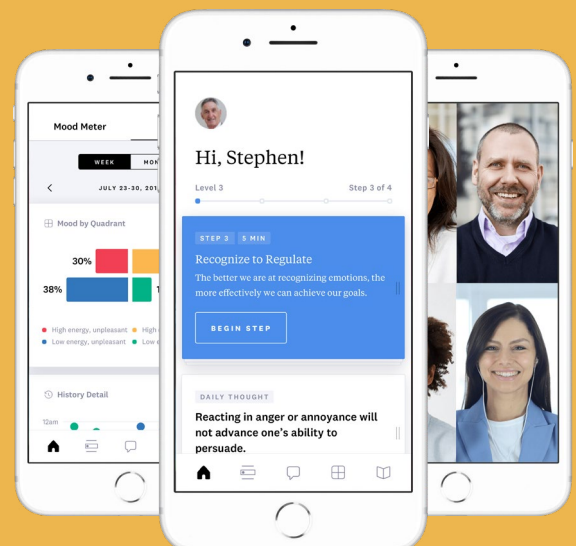 Mood Meter
WEEK
JULY 23-30, 201
Mood by Quadrant
30%
38%
High energy, unpleasant
Low energy, unpleasant
History Detail
12am
Hi, Stephen!
Level 3 Step 3 of 4
STEP 3 5 MIN
Recognize to Regulate
The better we are at recognizing emotions, the
more effectively we can achieve our goals.
BEGIN STEP
DAILY THOUGHT
Reacting in anger or annoyance will
not advance one's ability to
persuade.